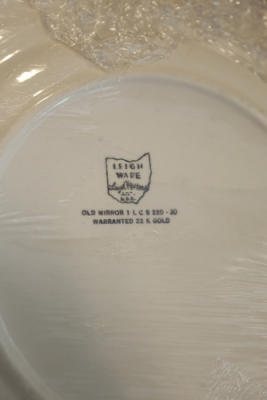 LEIGH
WARE
U.S.A.
OLD MIRROR 1 L C S 220 - 30
WARRANTED 22 K GOLD